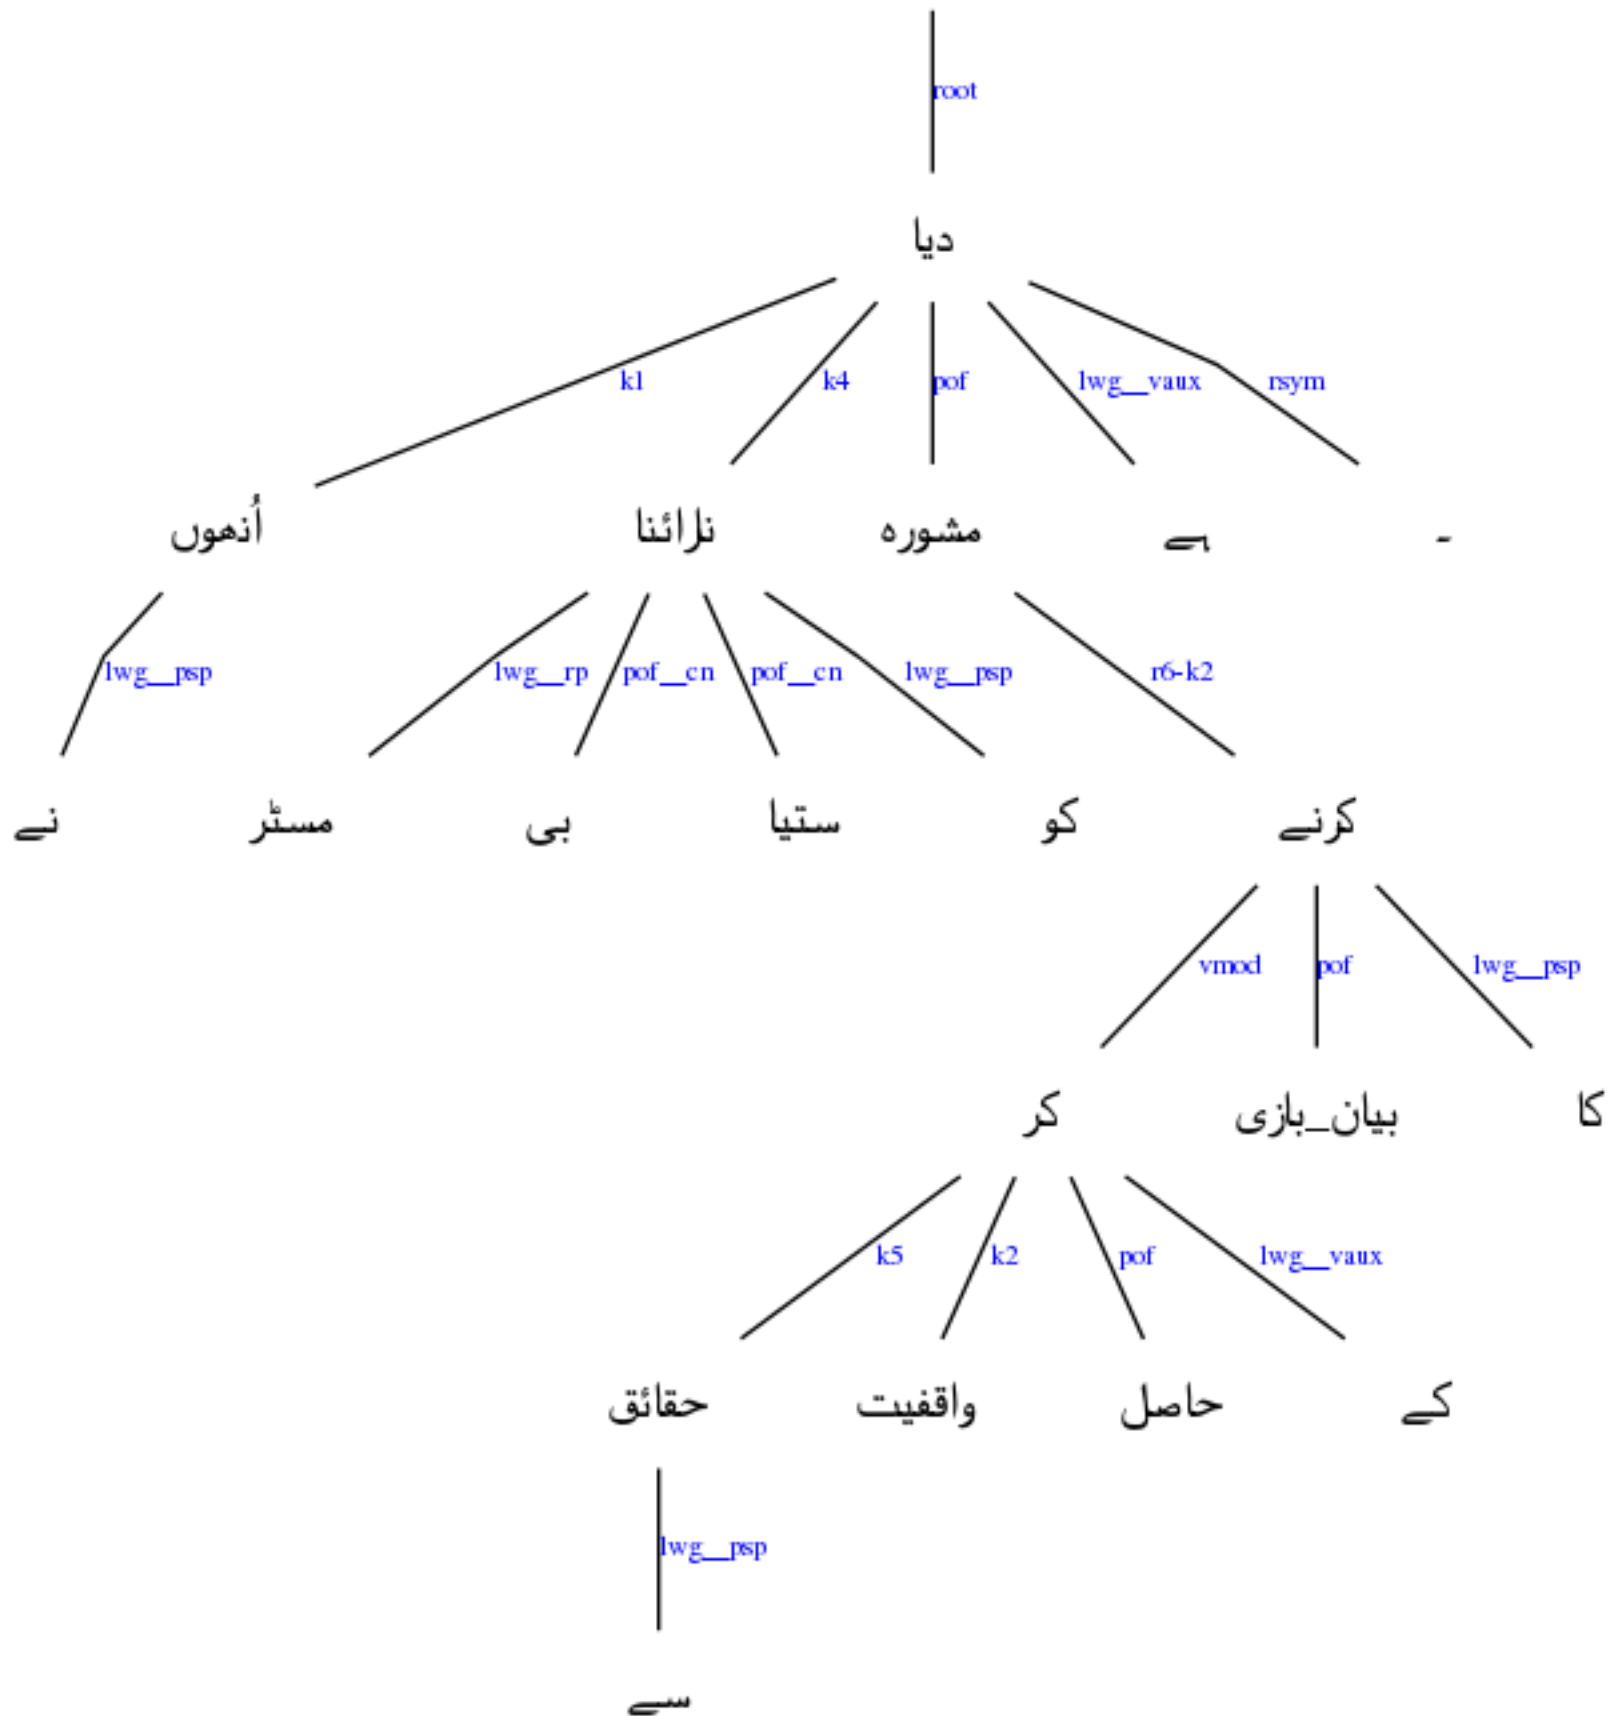 root
دیا
k1 k4 pof lwg__vaux rsym
اُنھوں نرائنا مشورہ ہے ۔
lwg__psp lwg__rp pof__cn pof__cn lwg__psp r6-k2
نے مسٹر بی ستیا کو کرنے
vmod pof lwg__psp
کر بیان_بازی کا
k5 k2 pof lwg__vaux
حقائق واقفیت حاصل کے
lwg__psp
سے